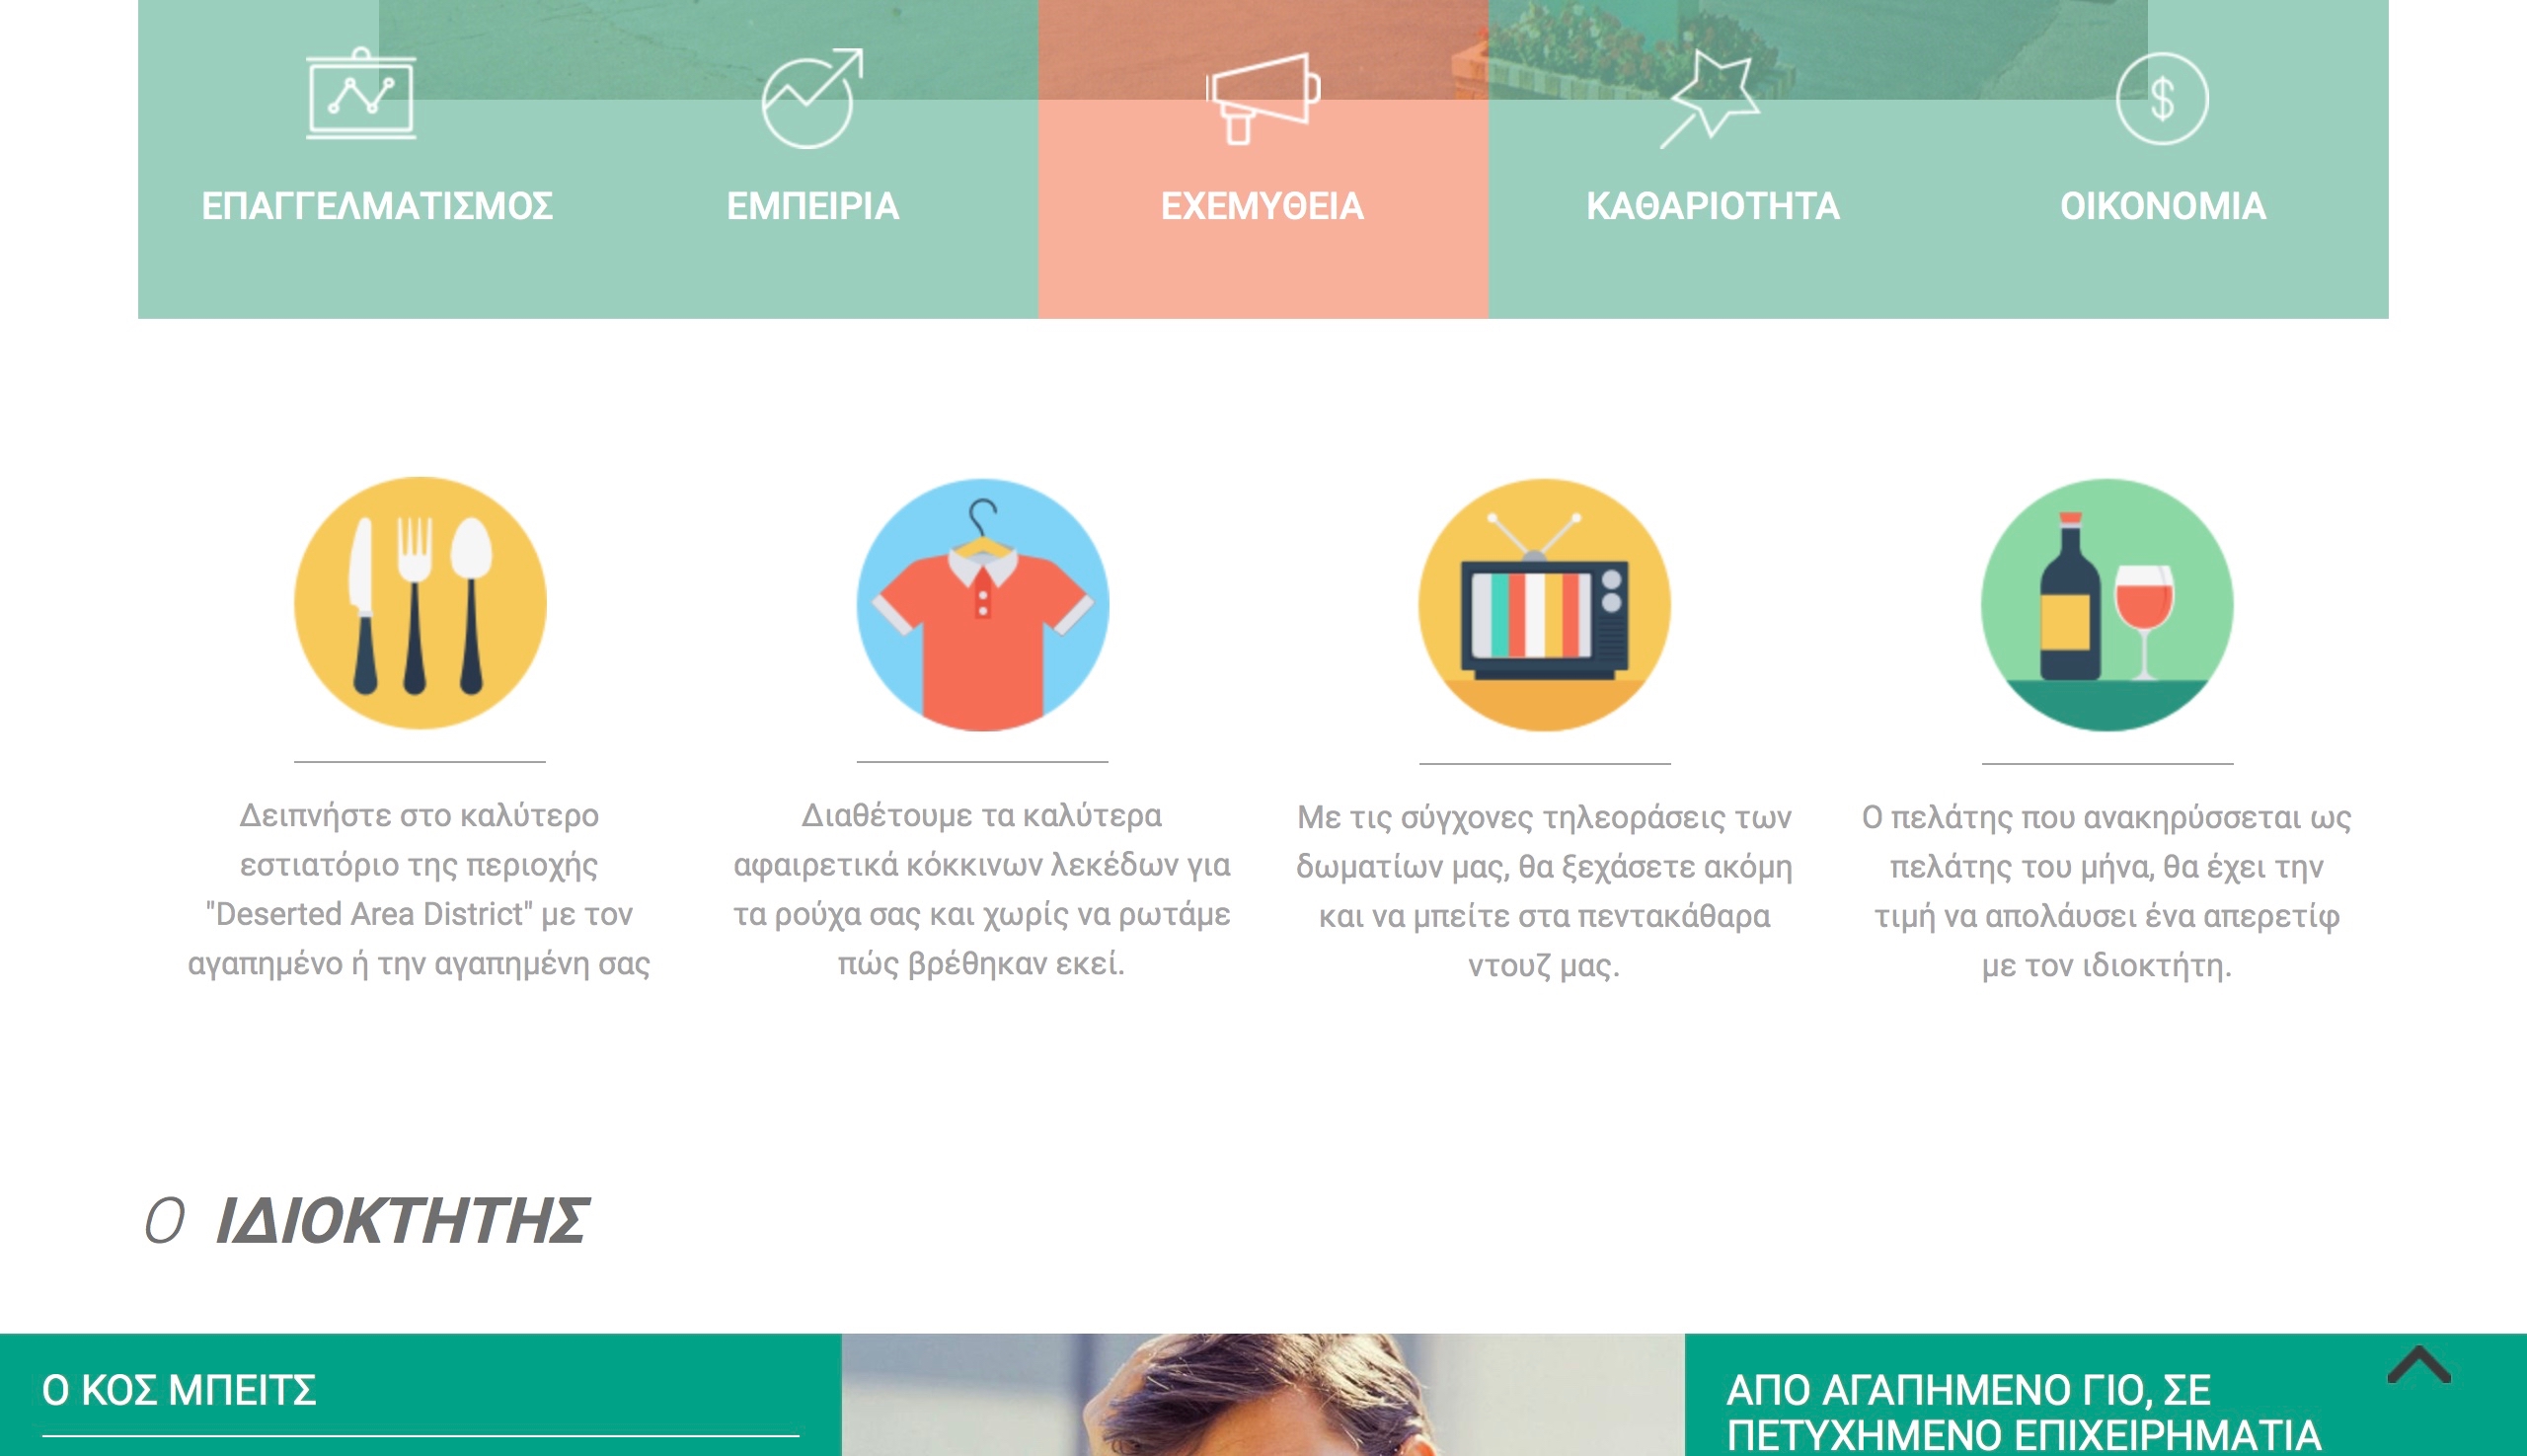 ΕΠΑΓΓΕΛΜΑΤΙΣΜΟΣ
ΕΜΠΕΙΡΙΑ
ΕΧΕΜΥΘΕΙΑ
ΚΑΘΑΡΙΟΤΗΤΑ
ΟΙΚΟΝΟΜΙΑ
Δειπνήστε στο καλύτερο
εστιατόριο της περιοχής
"Deserted Area District" με τον
αγαπημένο ή την αγαπημένη σας
Διαθέτουμε τα καλύτερα
αφαιρετικά κόκκινων λεκέδων για
τα ρούχα σας και χωρίς να ρωτάμε
πώς βρέθηκαν εκεί.
Με τις σύγχονες τηλεοράσεις των
δωματίων μας, θα ξεχάσετε ακόμη
και να μπείτε στα πεντακάθαρα
ντουζ μας.
Ο πελάτης που ανακηρύσσεται ως
πελάτης του μήνα, θα έχει την
τιμή να απολάυσει ένα απερετίφ
με τον ιδιοκτήτη.
Ο ΙΔΙΟΚΤΗΤΗΣ
Ο ΚΟΣ ΜΠΕΙΤΣ
ΑΠΟ ΑΓΑΠΗΜΕΝΟ ΓΙΟ, ΣΕ
ΠΕΤΥΧΗΜΕΝΟ ΕΠΙΧΕΙΡΗΜΑΤΙΑ